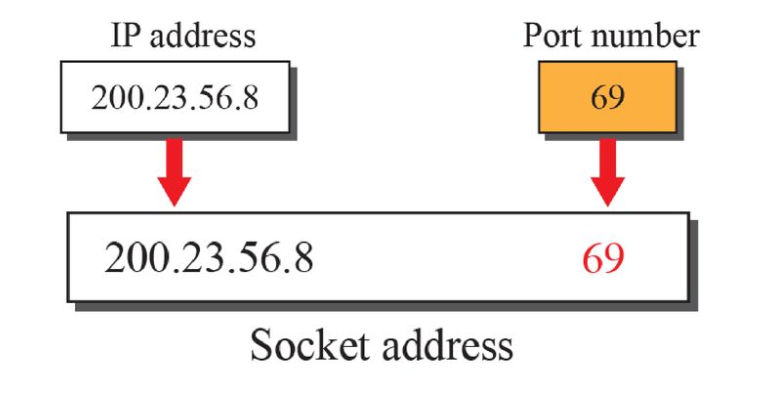 IP address Port number
200.23.56.8 69
200.23.56.8 69
Socket address